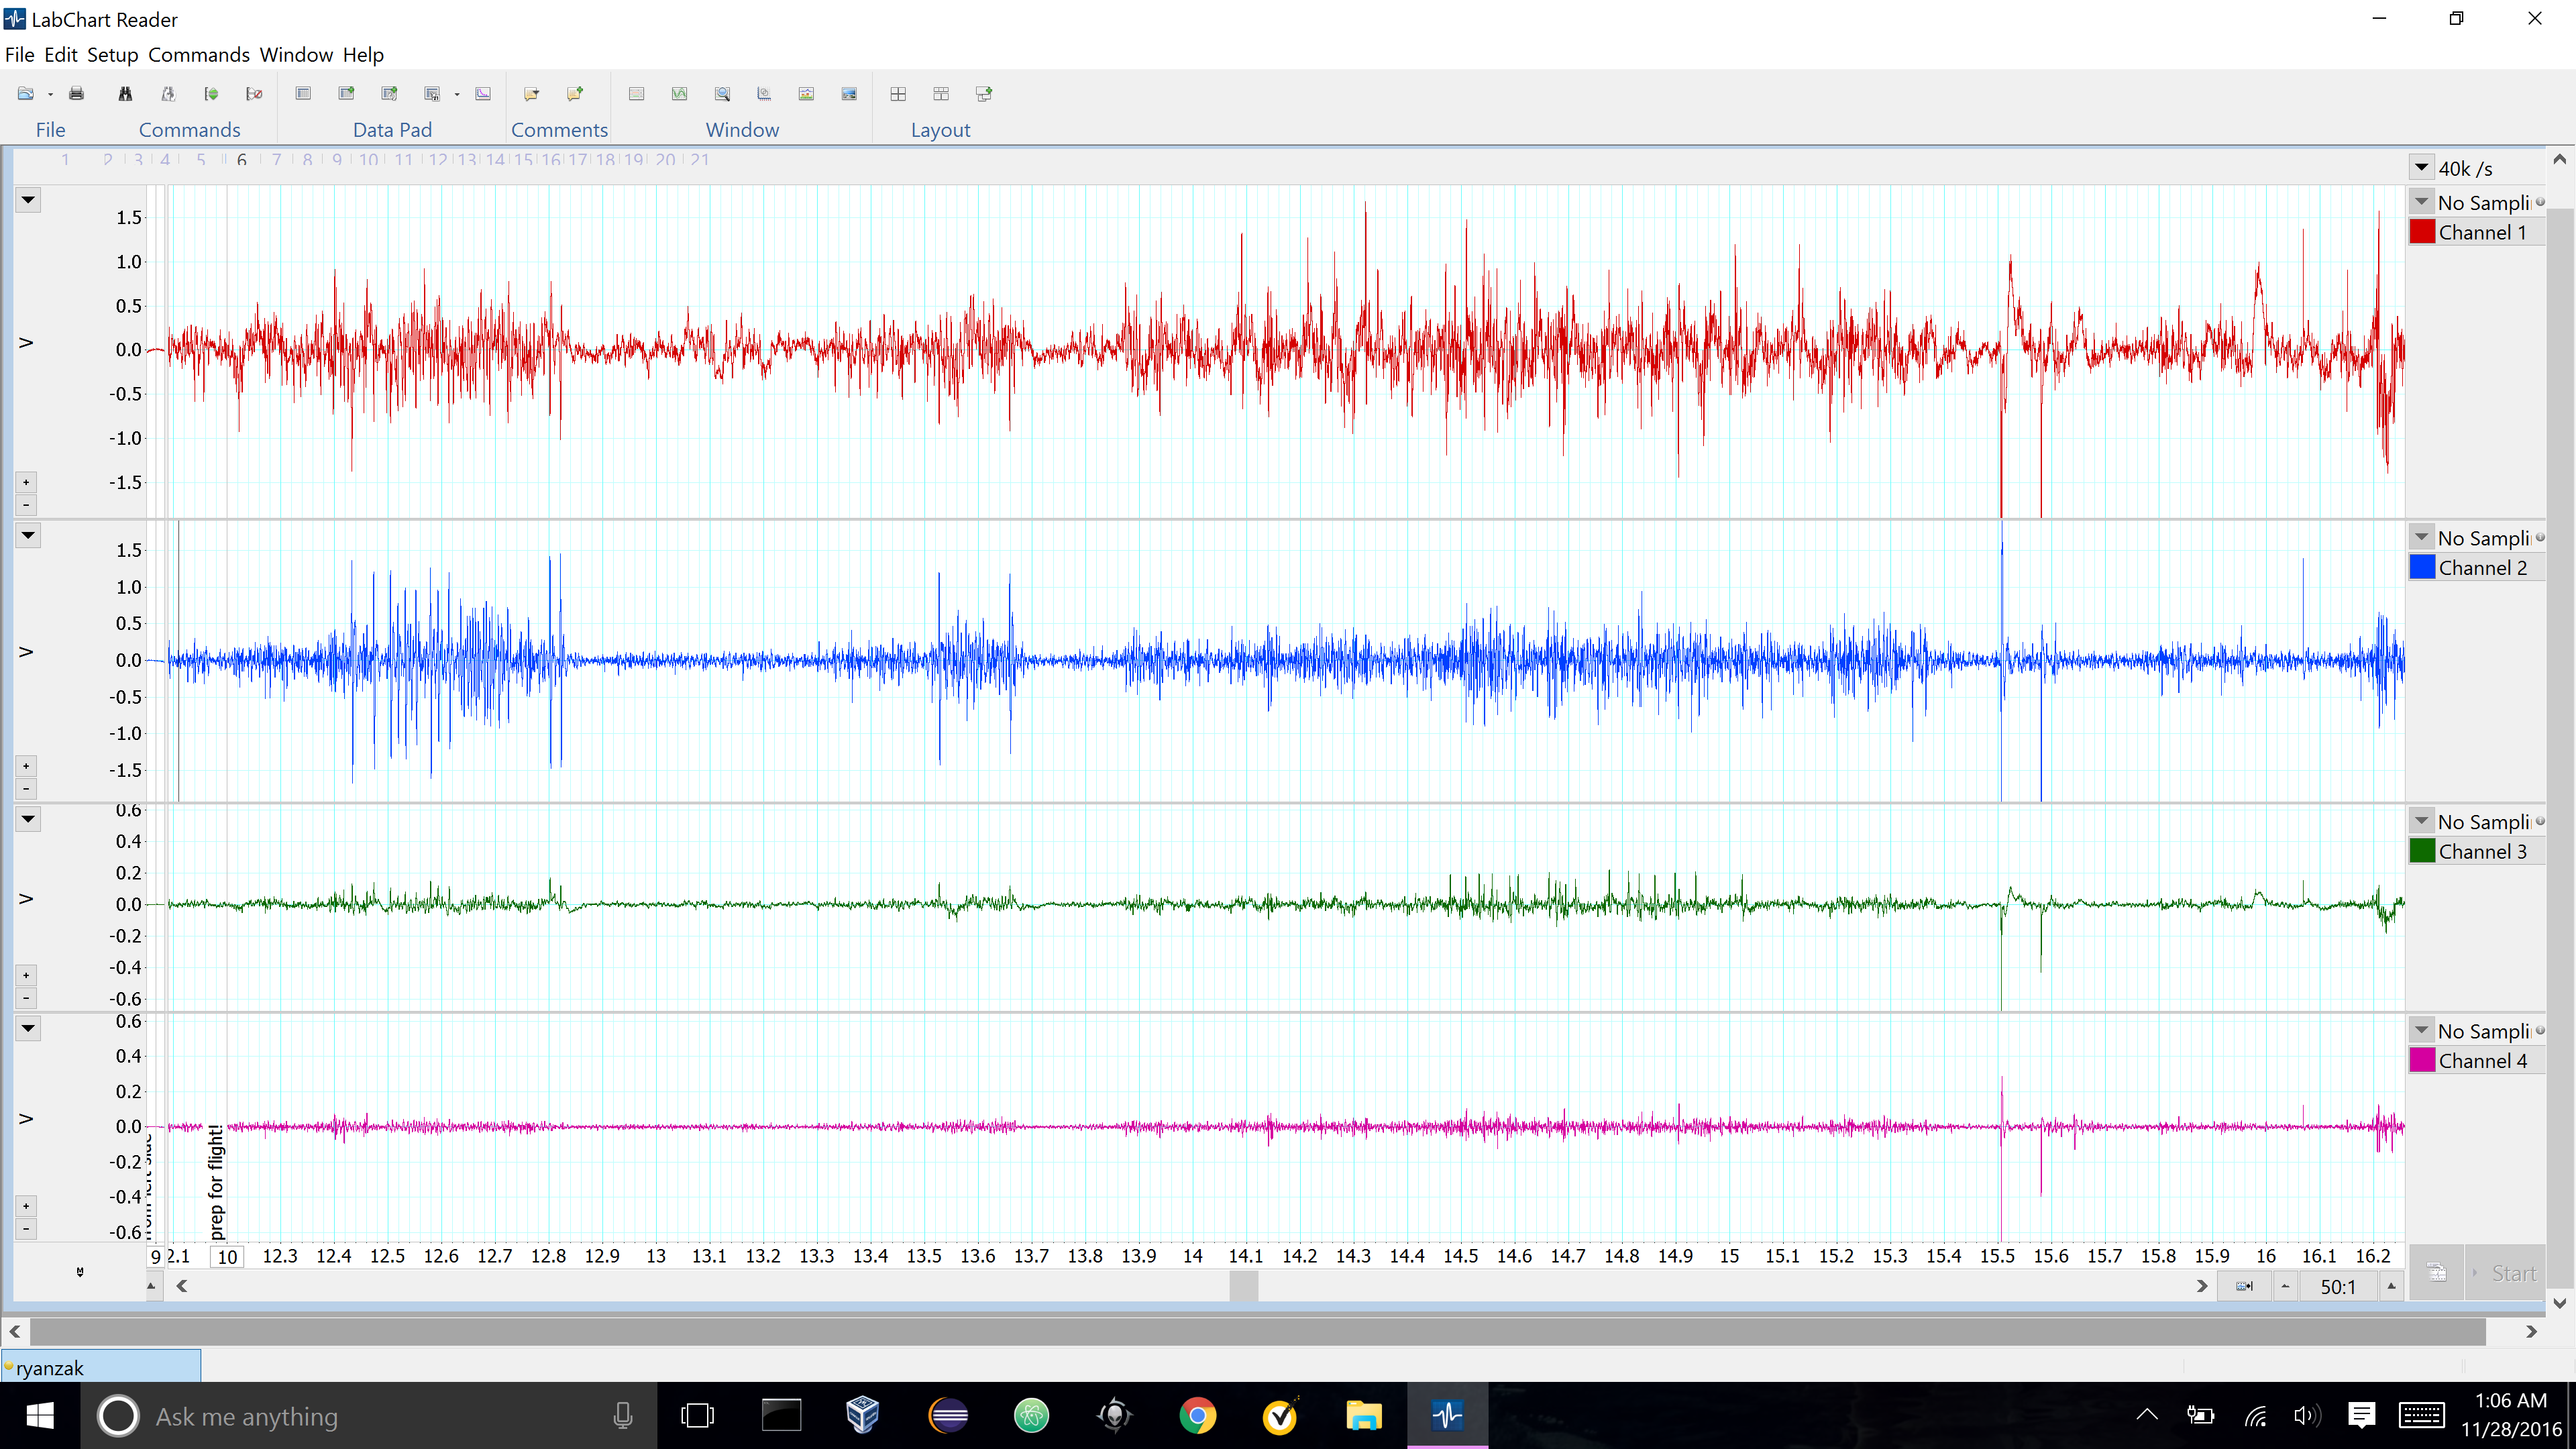 LabChart Reader
File Edit Setup Commands Window Help
File Commands Data Pad Comments Window Layout
1 2 3 4 5 6 7 8 9 10 11 12 13 14 15 16 17 18 19 20 21
40k /s
1.5
1.0
0.5
0.0
-0.5
-1.0
-1.5
V
+
-
No Sampli
Channel 1
1.5
1.0
0.5
0.0
-0.5
-1.0
-1.5
V
+
-
No Sampli
Channel 2
0.6
0.4
0.2
0.0
-0.2
-0.4
-0.6
V
+
-
No Sampli
Channel 3
0.6
0.4
0.2
0.0
-0.2
-0.4
-0.6
V
+
-
No Sampli
Channel 4
prep for flight!
9 2.1 10 12.3 12.4 12.5 12.6 12.7 12.8 12.9 13 13.1 13.2 13.3 13.4 13.5 13.6 13.7 13.8 13.9 14 14.1 14.2 14.3 14.4 14.5 14.6 14.7 14.8 14.9 15 15.1 15.2 15.3 15.4 15.5 15.6 15.7 15.8 15.9 16 16.1 16.2
50:1
Start
ryanzak
Ask me anything
1:06 AM
11/28/2016